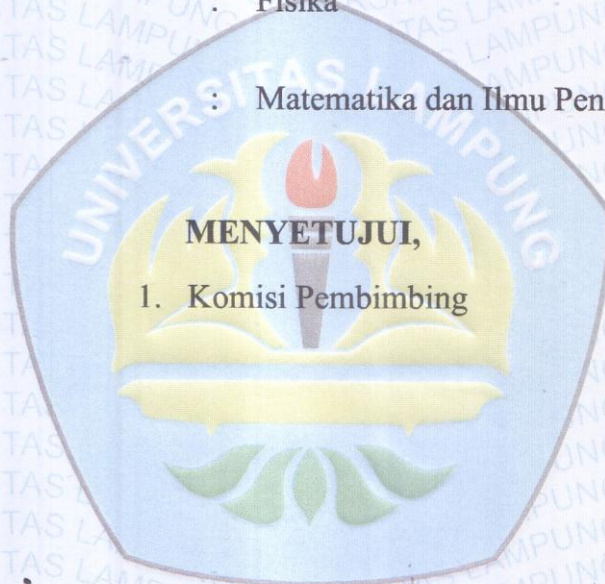 : Fisika
: Matematika dan Ilmu Pen
UNIVERSITAS LAMPUNG
MENYETUJUI,
1. Komisi Pembimbing